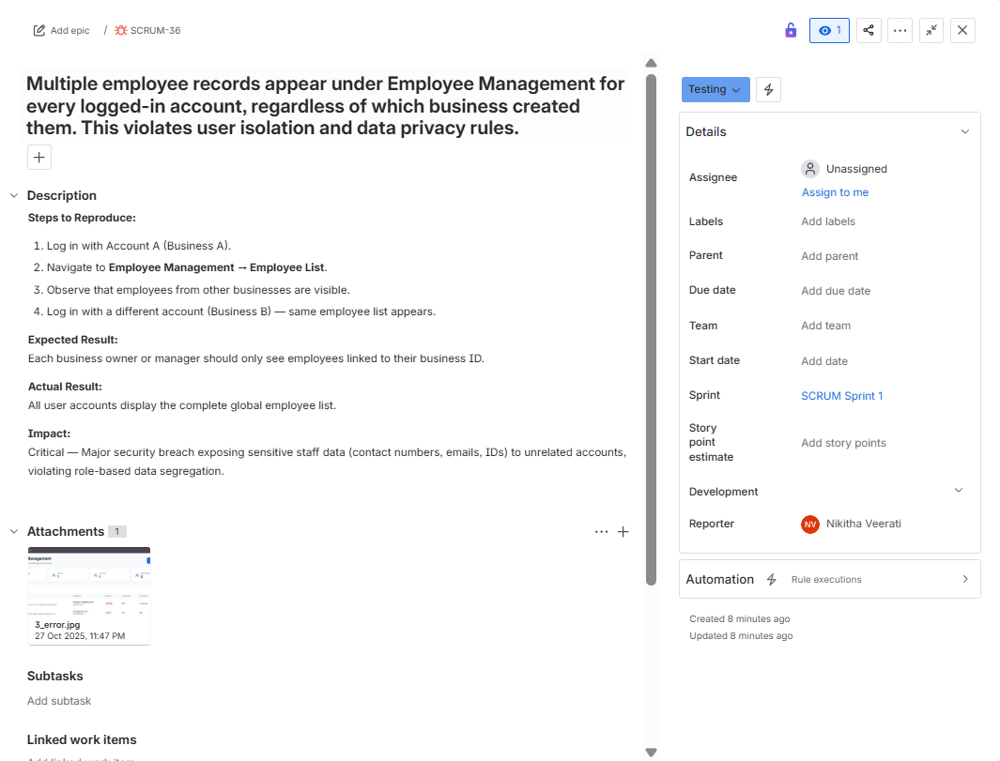 Add epic / SCRUM-36
1
Multiple employee records appear under Employee Management for
every logged-in account, regardless of which business created
them. This violates user isolation and data privacy rules.
Description
Steps to Reproduce:
1. Log in with Account A (Business A).
2. Navigate to Employee Management → Employee List.
3. Observe that employees from other businesses are visible.
4. Log in with a different account (Business B) — same employee list appears.
Expected Result:
Each business owner or manager should only see employees linked to their business ID.
Actual Result:
All user accounts display the complete global employee list.
Impact:
Critical — Major security breach exposing sensitive staff data (contact numbers, emails, IDs) to unrelated accounts,
violating role-based data segregation.
Attachments 1
Management
3_error.jpg
27 Oct 2025, 11:47 PM
Subtasks
Add subtask
Linked work items
Add linked work item
Testing
Details
Assignee
Unassigned
Assign to me
Labels
Add labels
Parent
Add parent
Due date
Add due date
Team
Add team
Start date
Add date
Sprint
SCRUM Sprint 1
Story
point
estimate
Add story points
Development
Reporter
NV Nikitha Veerati
Automation Rule executions
Created 8 minutes ago
Updated 8 minutes ago